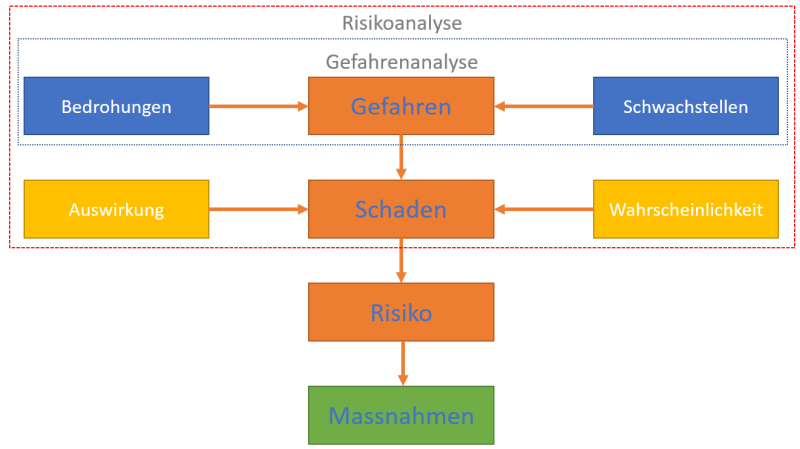 Risikoanalyse
Gefahrenanalyse
Bedrohungen
Gefahren
Schwachstellen
Auswirkung
Schaden
Wahrscheinlichkeit
Risiko
Massnahmen